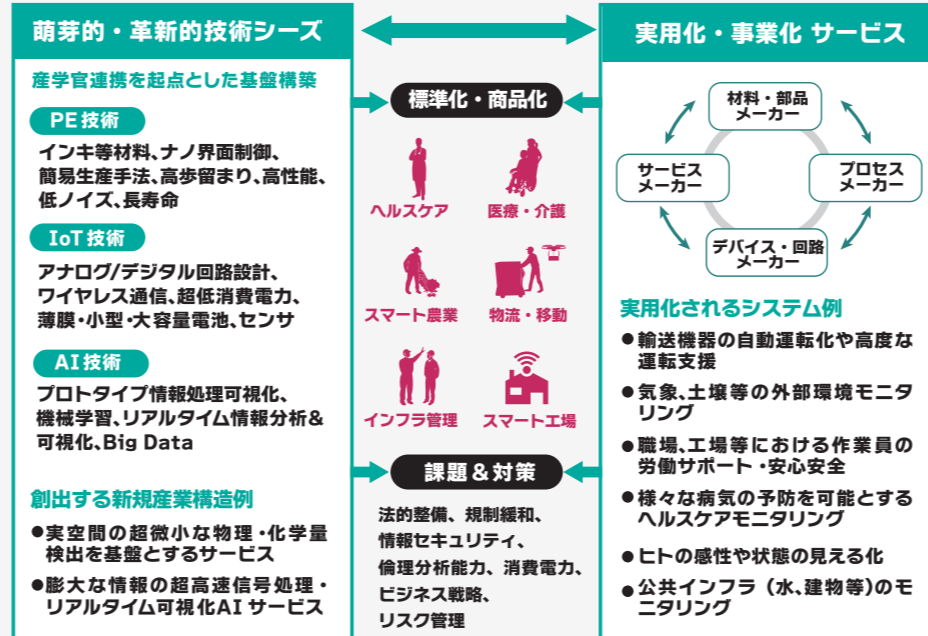 萌芽的・革新的技術シーズ
産学官連携を起点とした基盤構築
PE技術
インキ等材料、ナノ界面制御、
簡易生産手法、高歩留まり、高性能、
低ノイズ、長寿命
IoT技術
アナログ/デジタル回路設計、
ワイヤレス通信、超低消費電力、
薄膜・小型・大容量電池、センサ
AI技術
プロトタイプ情報処理可視化、
機械学習、リアルタイム情報分析&
可視化、Big Data
創出する新規産業構造例
●実空間の超微小な物理・化学量
検出を基盤とするサービス
●膨大な情報の超高速信号処理・
リアルタイム可視化AI サービス
標準化・商品化
ヘルスケア
医療・介護
スマート農業
物流・移動
インフラ管理
スマート工場
課題&対策
法的整備、規制緩和、
情報セキュリティ、
倫理分析能力、消費電力、
ビジネス戦略、
リスク管理
実用化・事業化 サービス
材料・部品
メーカー
サービス
メーカー
プロセス
メーカー
デバイス・回路
メーカー
実用化されるシステム例
●輸送機器の自動運転化や高度な
運転支援
●気象、土壌等の外部環境モニタ
リング
●職場、工場等における作業員の
労働サポート・安心安全
●様々な病気の予防を可能とする
ヘルスケアモニタリング
●ヒトの感性や状態の見える化
●公共インフラ(水、建物等)のモ
ニタリング